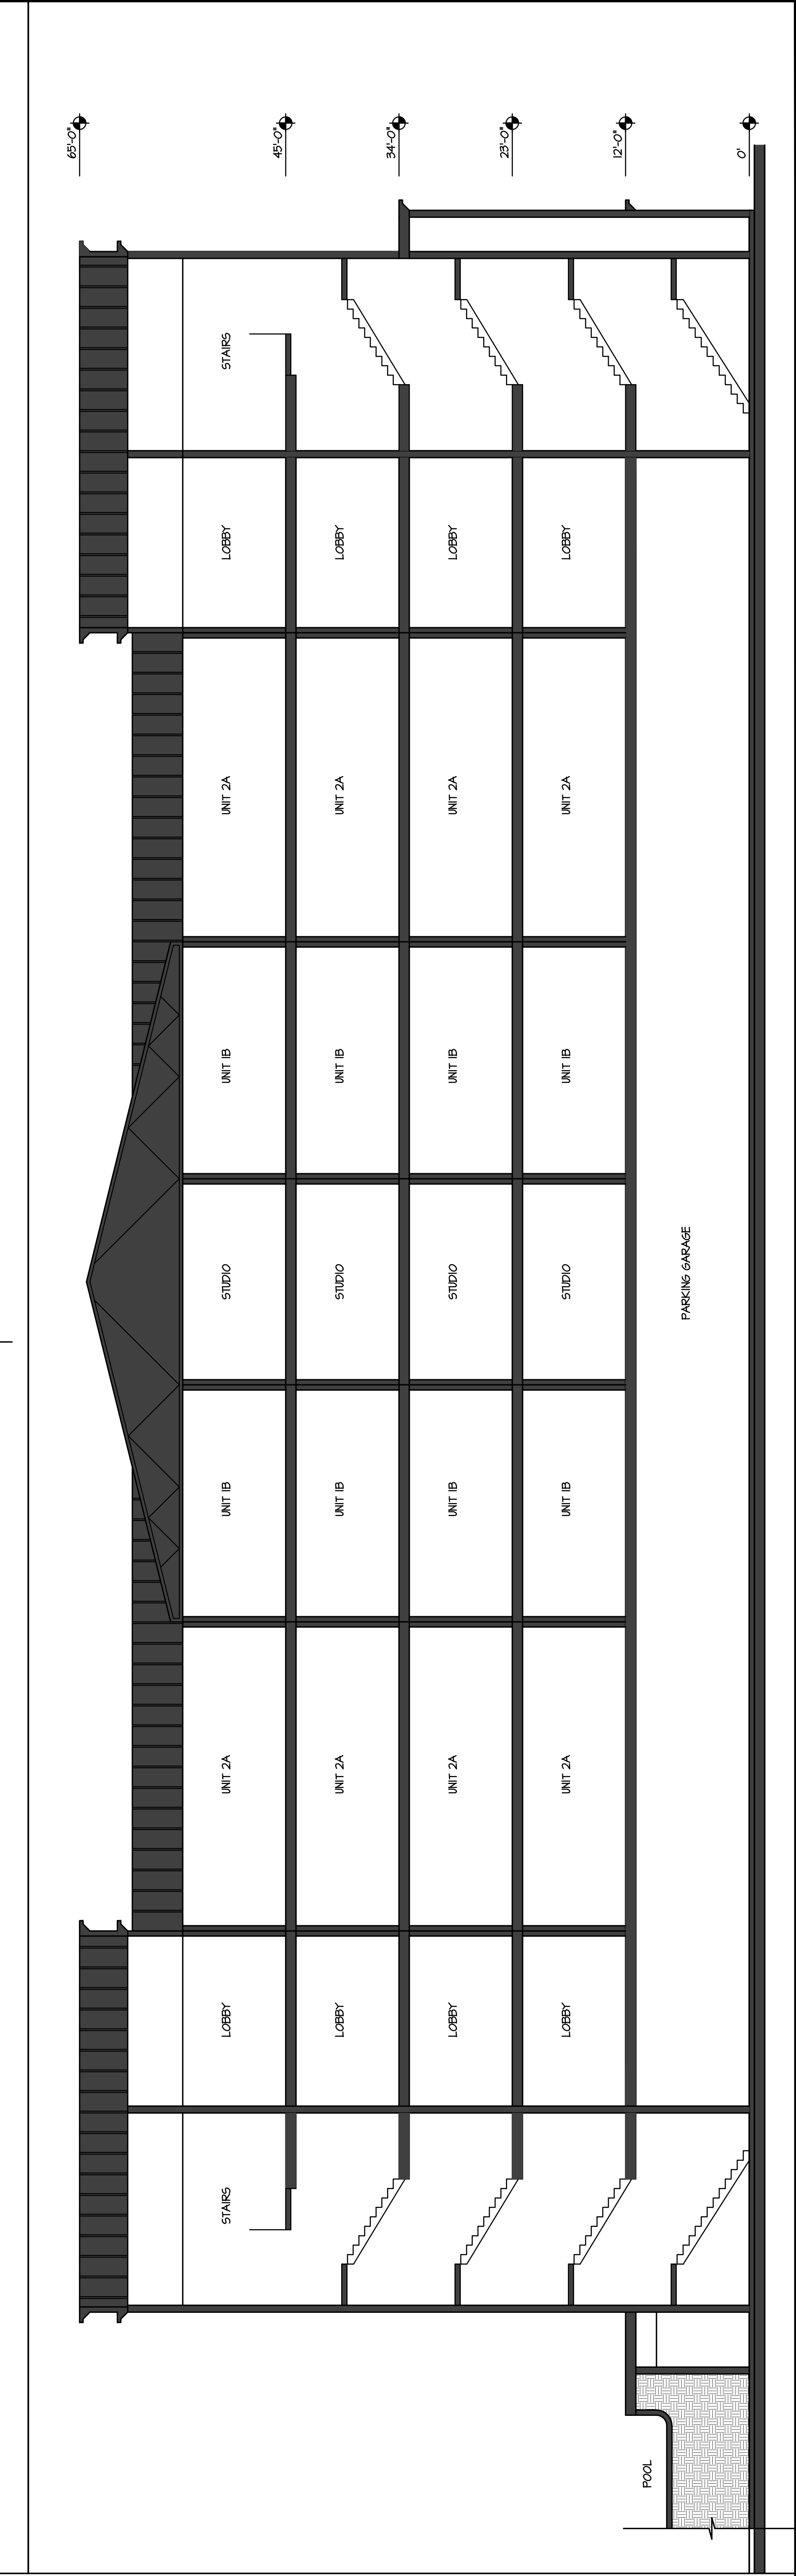 65'-0"
STAIRS
LOBBY
UNIT 2A
UNIT 1B
STUDIO
UNIT 1B
UNIT 2A
LOBBY
STAIRS
45'-0"
LOBBY
UNIT 2A
UNIT 1B
STUDIO
UNIT 1B
UNIT 2A
LOBBY
34'-0"
LOBBY
UNIT 2A
UNIT 1B
STUDIO
UNIT 1B
UNIT 2A
LOBBY
23'-0"
LOBBY
UNIT 2A
UNIT 1B
STUDIO
UNIT 1B
UNIT 2A
LOBBY
12'-0"
POOL
PARKING GARAGE
0'